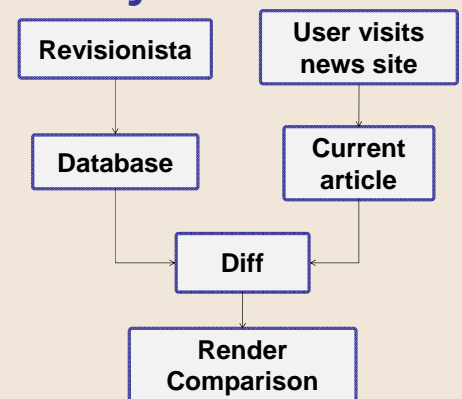 Revisionista
User visits
news site
Database
Current
article
Diff
Render
Comparison